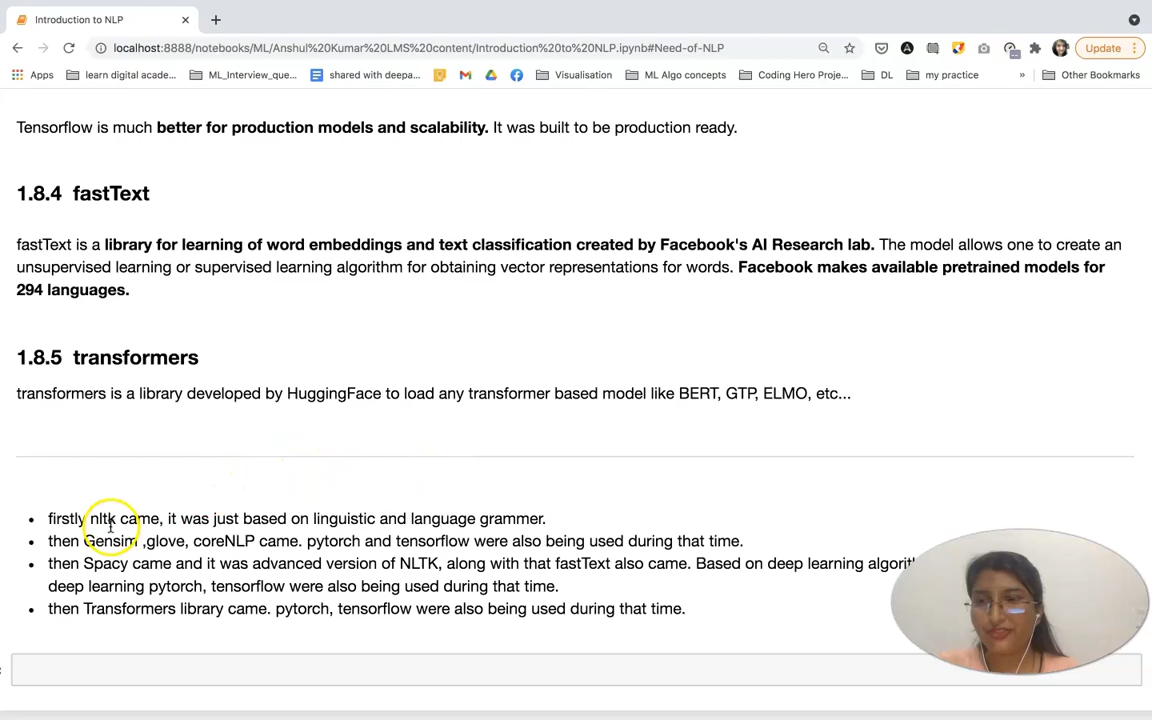 Introduction to NLP
localhost:8888/notebooks/ML/Anshul%20Kumar%20LMS%20content/Introduction%20to%20NLP.ipynb#Need-of-NLP
Update
Apps learn digital acade... ML_Interview_que... shared with deepa... Visualisation ML Algo concepts Coding Hero Proje... DL my practice » Other Bookmarks
Tensorflow is much better for production models and scalability. It was built to be production ready.
1.8.4 fastText
fastText is a library for learning of word embeddings and text classification created by Facebook's AI Research lab. The model allows one to create an
unsupervised learning or supervised learning algorithm for obtaining vector representations for words. Facebook makes available pretrained models for
294 languages.
1.8.5 transformers
transformers is a library developed by HuggingFace to load any transformer based model like BERT, GTP, ELMO, etc...
• firstly nltk came, it was just based on linguistic and language grammer.
• then Gensim ,glove, coreNLP came. pytorch and tensorflow were also being used during that time.
• then Spacy came and it was advanced version of NLTK, along with that fastText also came. Based on deep learning
deep learning pytorch, tensorflow were also being used during that time.
• then Transformers library came. pytorch, tensorflow were also being used during that time.